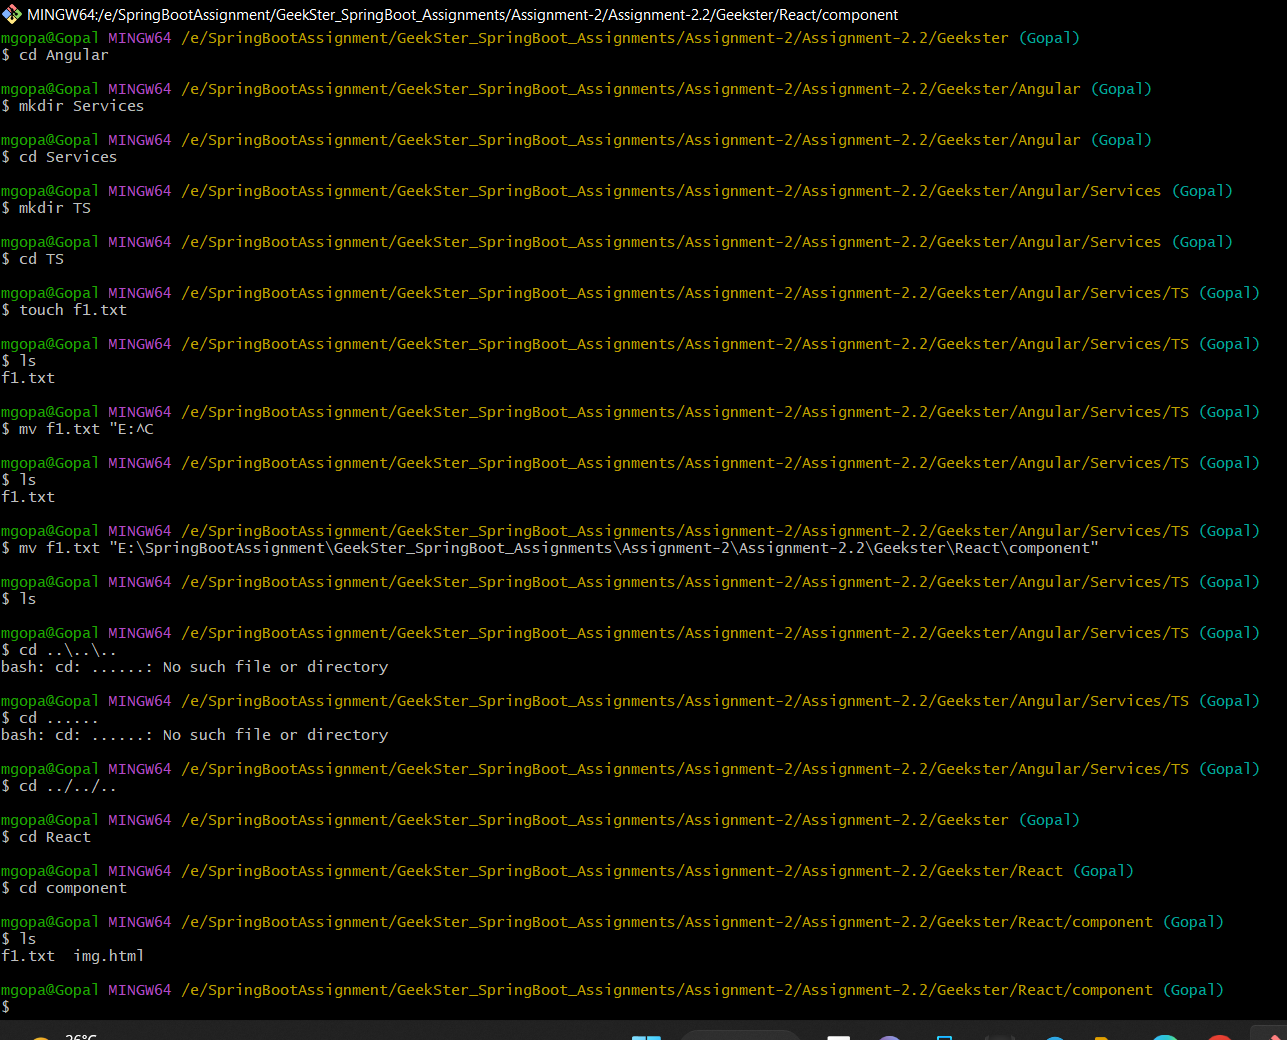 MINGW64:/e/SpringBootAssignment/GeekSter_SpringBoot_Assignments/Assignment-2/Assignment-2.2/Geekster/React/component
mgopa@Gopal MINGW64 /e/SpringBootAssignment/GeekSter_SpringBoot_Assignments/Assignment-2/Assignment-2.2/Geekster (Gopal)
$ cd Angular
mgopa@Gopal MINGW64 /e/SpringBootAssignment/GeekSter_SpringBoot_Assignments/Assignment-2/Assignment-2.2/Geekster/Angular (Gopal)
$ mkdir Services
mgopa@Gopal MINGW64 /e/SpringBootAssignment/GeekSter_SpringBoot_Assignments/Assignment-2/Assignment-2.2/Geekster/Angular (Gopal)
$ cd Services
mgopa@Gopal MINGW64 /e/SpringBootAssignment/GeekSter_SpringBoot_Assignments/Assignment-2/Assignment-2.2/Geekster/Angular/Services (Gopal)
$ mkdir TS
mgopa@Gopal MINGW64 /e/SpringBootAssignment/GeekSter_SpringBoot_Assignments/Assignment-2/Assignment-2.2/Geekster/Angular/Services (Gopal)
$ cd TS
mgopa@Gopal MINGW64 /e/SpringBootAssignment/GeekSter_SpringBoot_Assignments/Assignment-2/Assignment-2.2/Geekster/Angular/Services/TS (Gopal)
$ touch f1.txt
mgopa@Gopal MINGW64 /e/SpringBootAssignment/GeekSter_SpringBoot_Assignments/Assignment-2/Assignment-2.2/Geekster/Angular/Services/TS (Gopal)
$ ls
f1.txt
mgopa@Gopal MINGW64 /e/SpringBootAssignment/GeekSter_SpringBoot_Assignments/Assignment-2/Assignment-2.2/Geekster/Angular/Services/TS (Gopal)
$ mv f1.txt "E:^C
mgopa@Gopal MINGW64 /e/SpringBootAssignment/GeekSter_SpringBoot_Assignments/Assignment-2/Assignment-2.2/Geekster/Angular/Services/TS (Gopal)
$ ls
f1.txt
mgopa@Gopal MINGW64 /e/SpringBootAssignment/GeekSter_SpringBoot_Assignments/Assignment-2/Assignment-2.2/Geekster/Angular/Services/TS (Gopal)
$ mv f1.txt "E:\SpringBootAssignment\GeekSter_SpringBoot_Assignments\Assignment-2\Assignment-2.2\Geekster\React\component"
mgopa@Gopal MINGW64 /e/SpringBootAssignment/GeekSter_SpringBoot_Assignments/Assignment-2/Assignment-2.2/Geekster/Angular/Services/TS (Gopal)
$ ls
mgopa@Gopal MINGW64 /e/SpringBootAssignment/GeekSter_SpringBoot_Assignments/Assignment-2/Assignment-2.2/Geekster/Angular/Services/TS (Gopal)
$ cd ..\..\..
bash: cd: ......: No such file or directory
mgopa@Gopal MINGW64 /e/SpringBootAssignment/GeekSter_SpringBoot_Assignments/Assignment-2/Assignment-2.2/Geekster/Angular/Services/TS (Gopal)
$ cd ......
bash: cd: ......: No such file or directory
mgopa@Gopal MINGW64 /e/SpringBootAssignment/GeekSter_SpringBoot_Assignments/Assignment-2/Assignment-2.2/Geekster/Angular/Services/TS (Gopal)
$ cd ../../..
mgopa@Gopal MINGW64 /e/SpringBootAssignment/GeekSter_SpringBoot_Assignments/Assignment-2/Assignment-2.2/Geekster (Gopal)
$ cd React
mgopa@Gopal MINGW64 /e/SpringBootAssignment/GeekSter_SpringBoot_Assignments/Assignment-2/Assignment-2.2/Geekster/React (Gopal)
$ cd component
mgopa@Gopal MINGW64 /e/SpringBootAssignment/GeekSter_SpringBoot_Assignments/Assignment-2/Assignment-2.2/Geekster/React/component (Gopal)
$ ls
f1.txt  img.html
mgopa@Gopal MINGW64 /e/SpringBootAssignment/GeekSter_SpringBoot_Assignments/Assignment-2/Assignment-2.2/Geekster/React/component (Gopal)
$